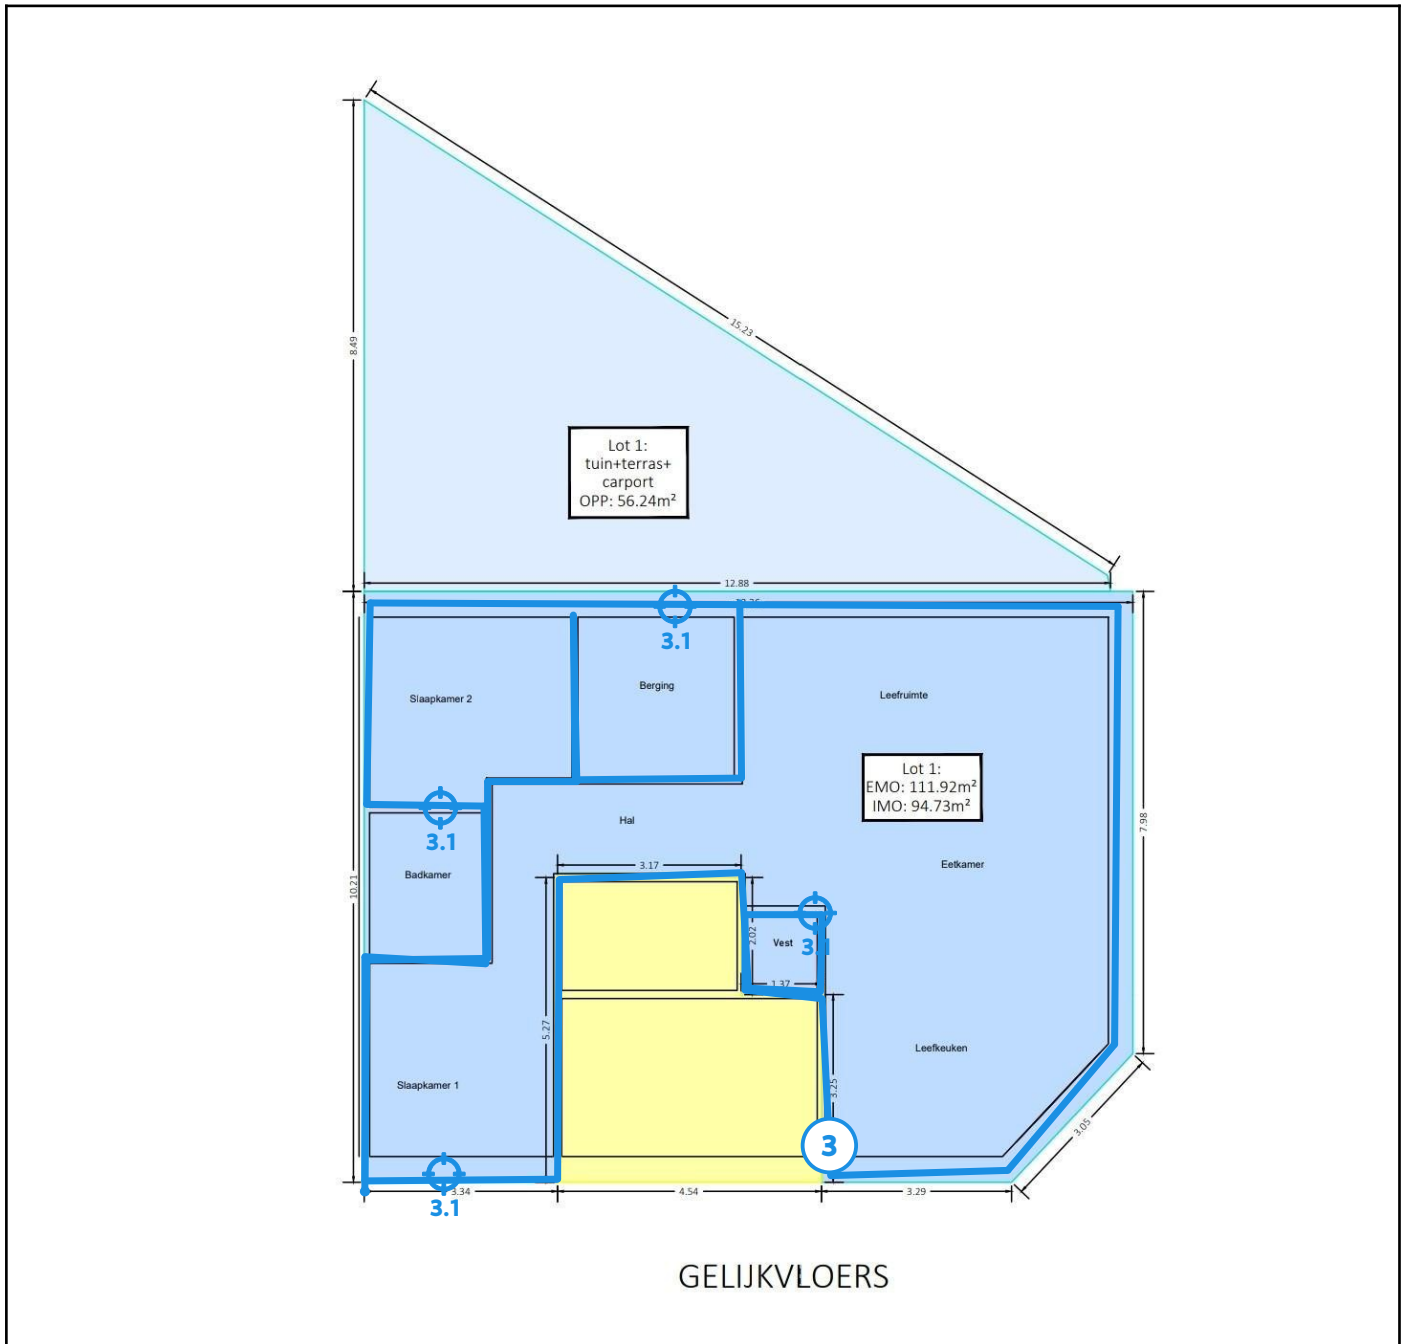 15.23
8.49
Lot 1:
tuin+terras+
carport
OPP: 56.24m²
12.88
3.1
Berging
Slaapkamer 2
Leefruimte
Lot 1:
EMO: 111.92m²
IMO: 94.73m²
7.98
Hal
3.1
3.17
Eetkamer
Badkamer
10.21
2.02
Vest
3.1
1.37
5.27
Leefkeuken
Slaapkamer 1
3.25
3.05
3
3.34
4.54
3.29
3.1
GELIJKVLOERS